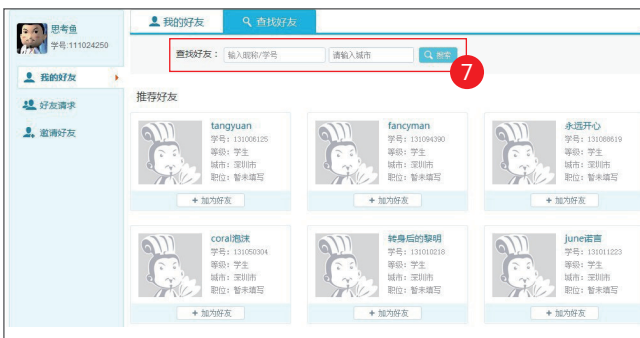 思考鱼
学号:111024250
我的好友
好友请求
邀请好友
我的好友 查找好友
查找好友： 输入昵称/学号 请输入城市 搜索
7
推荐好友
tangyuan
学号：131006125
等级：学生
城市：深圳市
职位：暂未填写
+ 加为好友
fancyman
学号：131094390
等级：学生
城市：深圳市
职位：暂未填写
+ 加为好友
永远开心
学号：131088619
等级：学生
城市：深圳市
职位：暂未填写
+ 加为好友
coral泡沫
学号：131050304
等级：学生
城市：深圳市
职位：暂未填写
+ 加为好友
转身后的黎明
学号：131010218
等级：学生
城市：深圳市
职位：暂未填写
+ 加为好友
june诺言
学号：131011223
等级：学生
城市：深圳市
职位：暂未填写
+ 加为好友